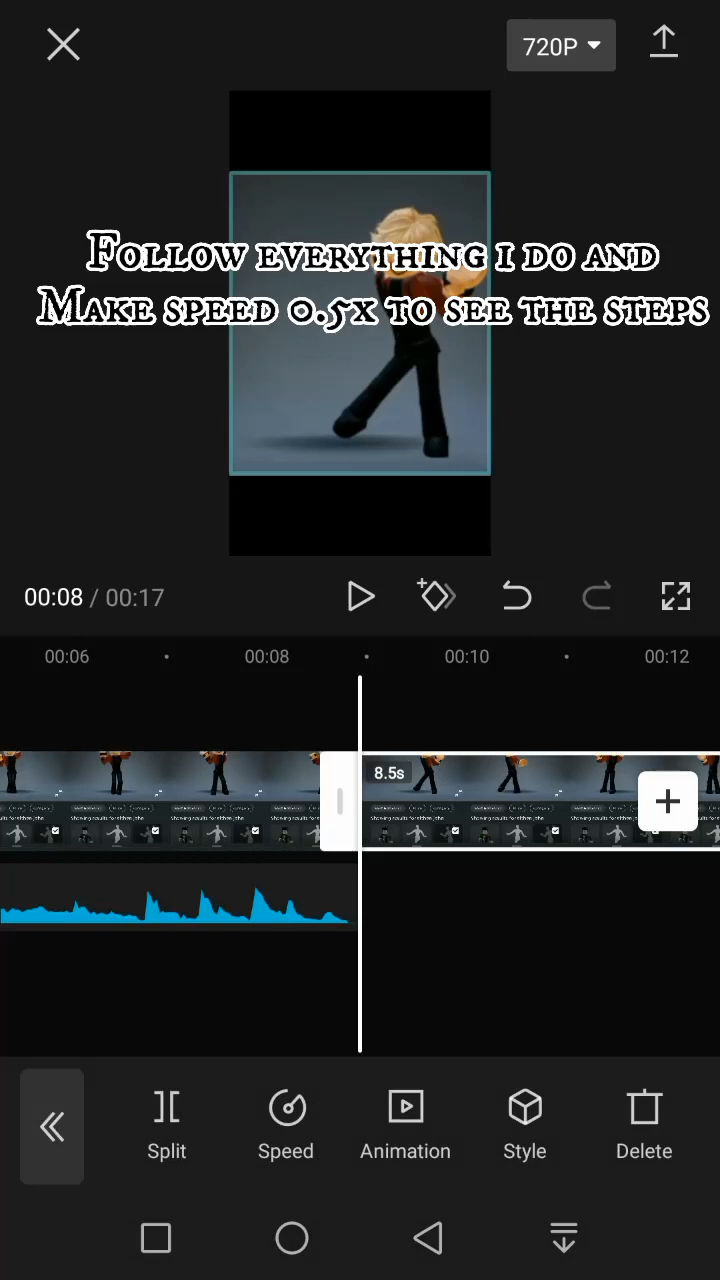 720P
Follow everything i do and
Make speed 0.5x to see the steps
00:08 / 00:17
00:06 00:08 00:10 00:12
8.5s
Split Speed Animation Style Delete